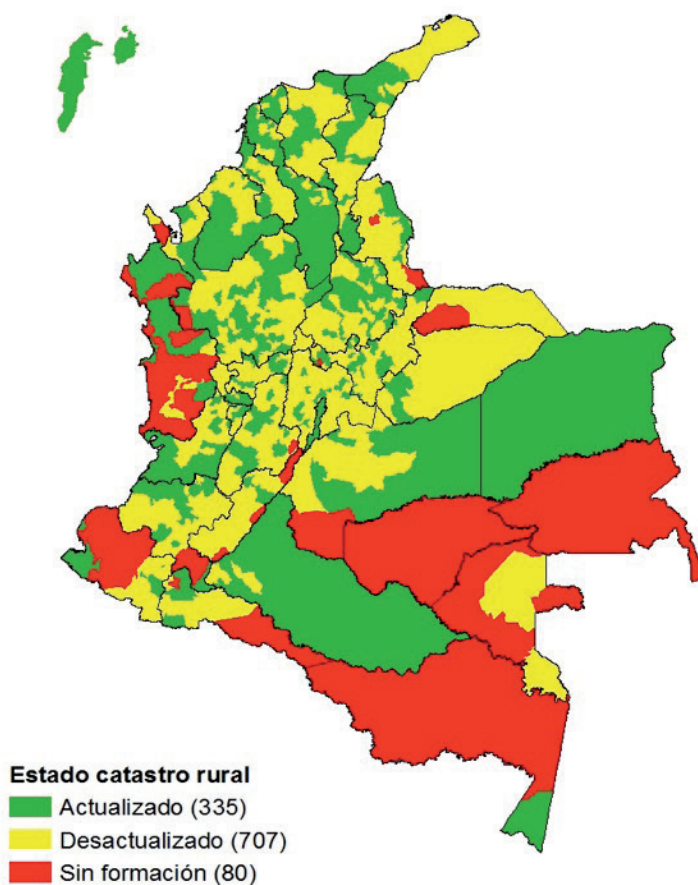 Estado catastro rural
Actualizado (335)
Desactualizado (707)
Sin formación (80)